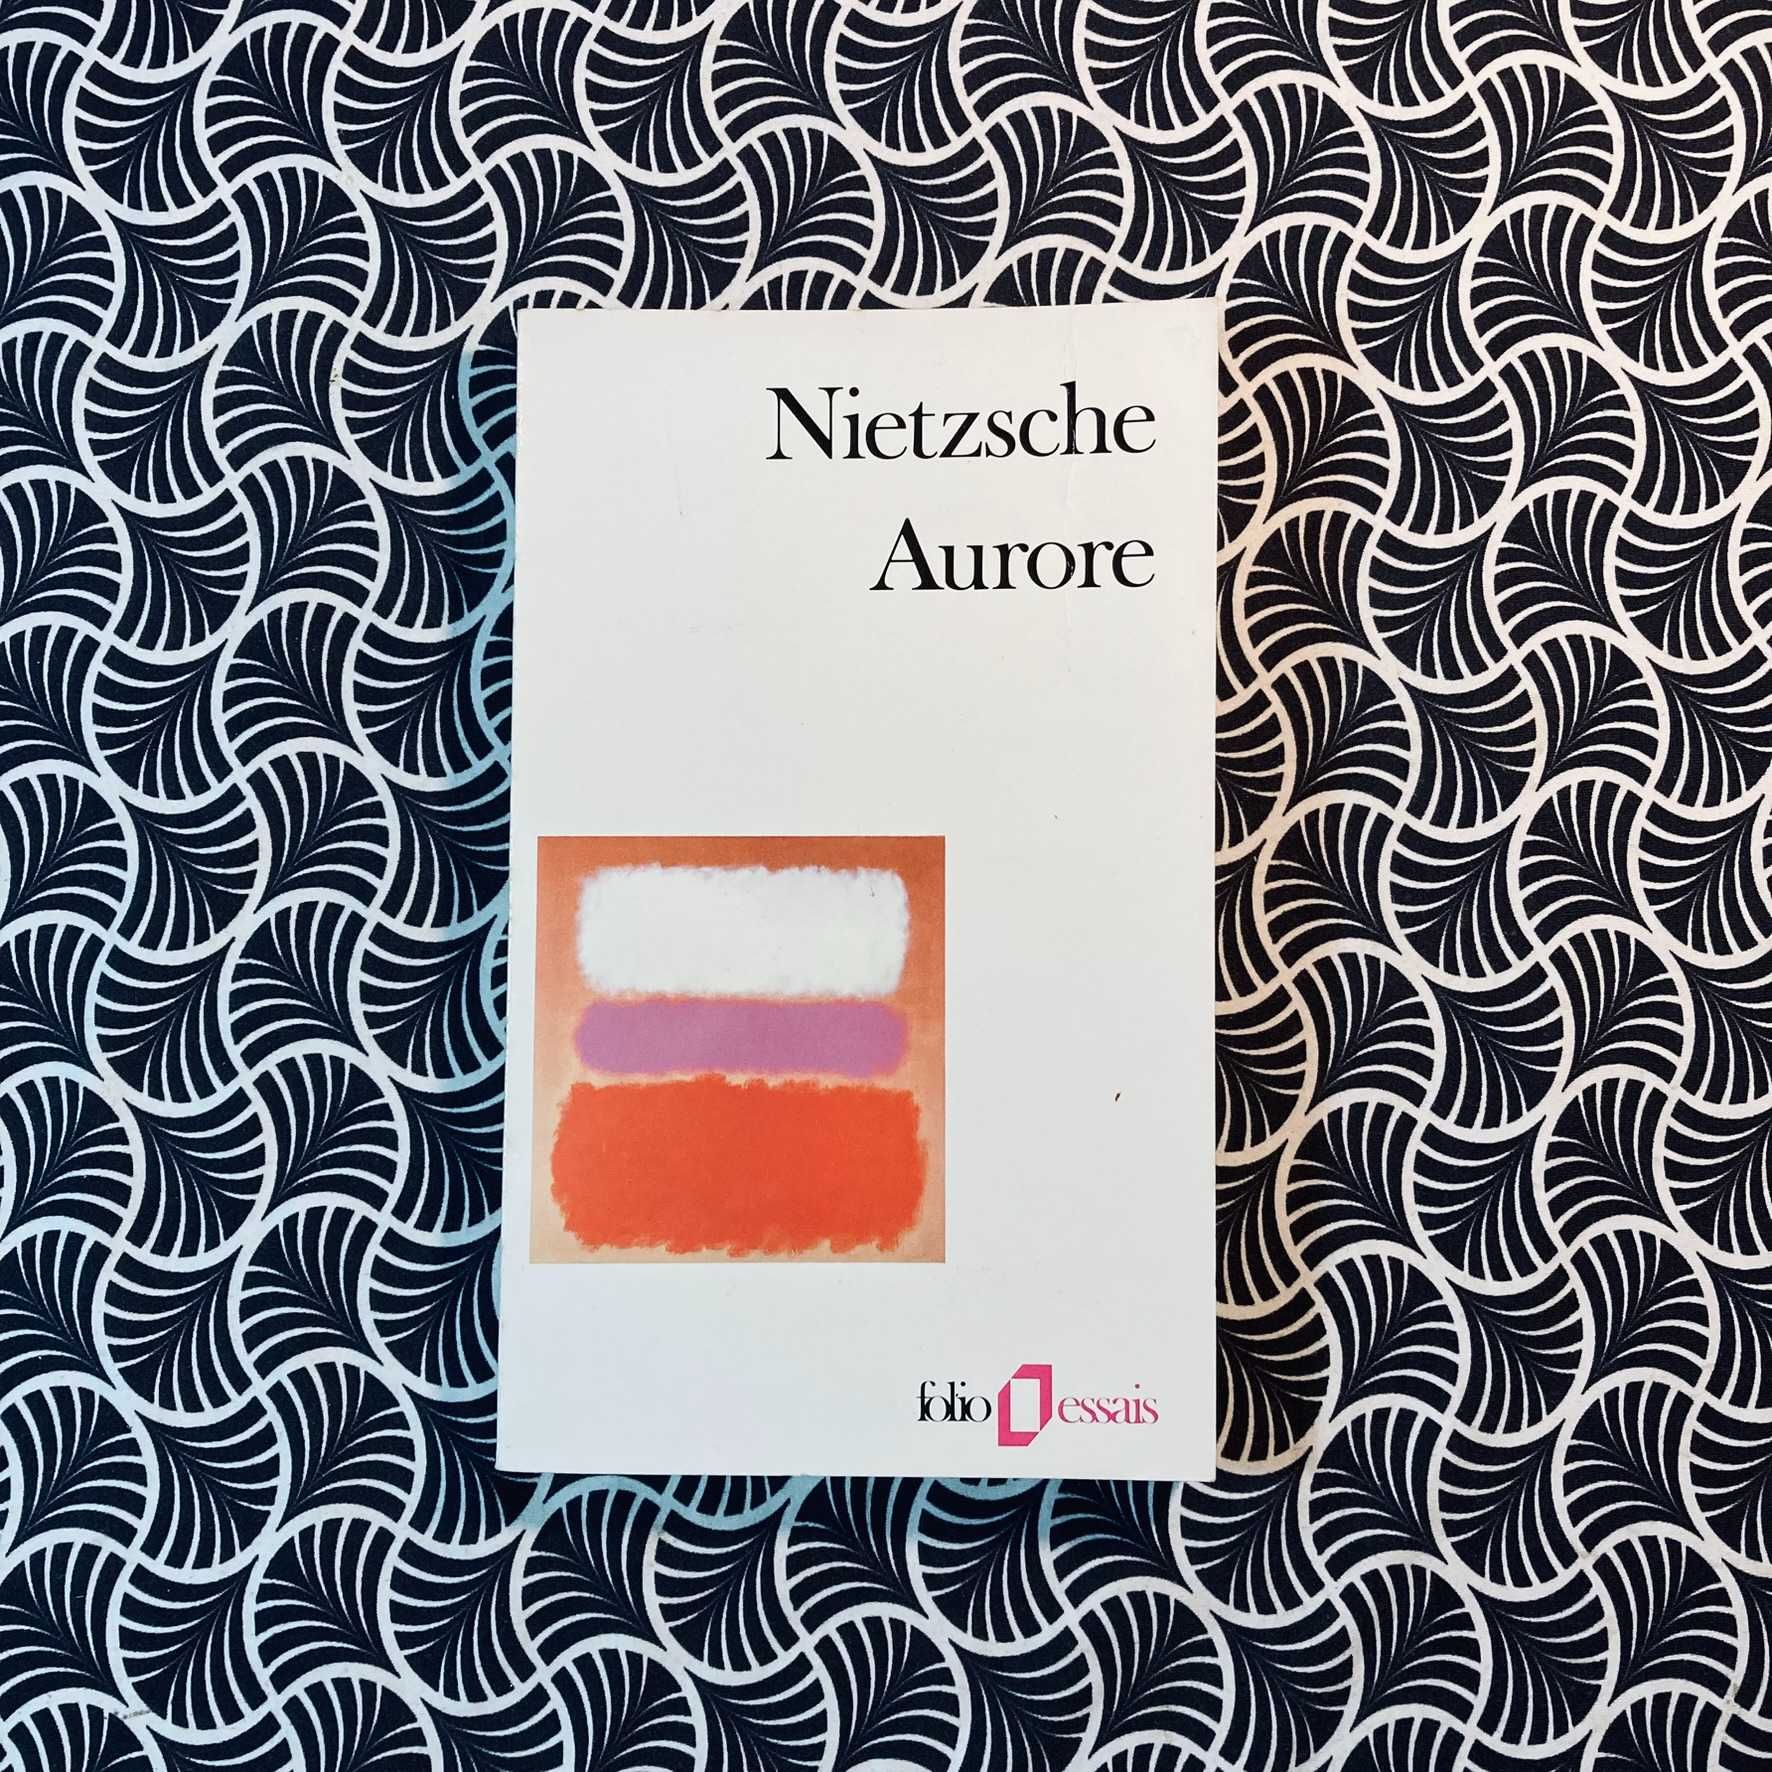 Nietzsche
Aurore
folio essais